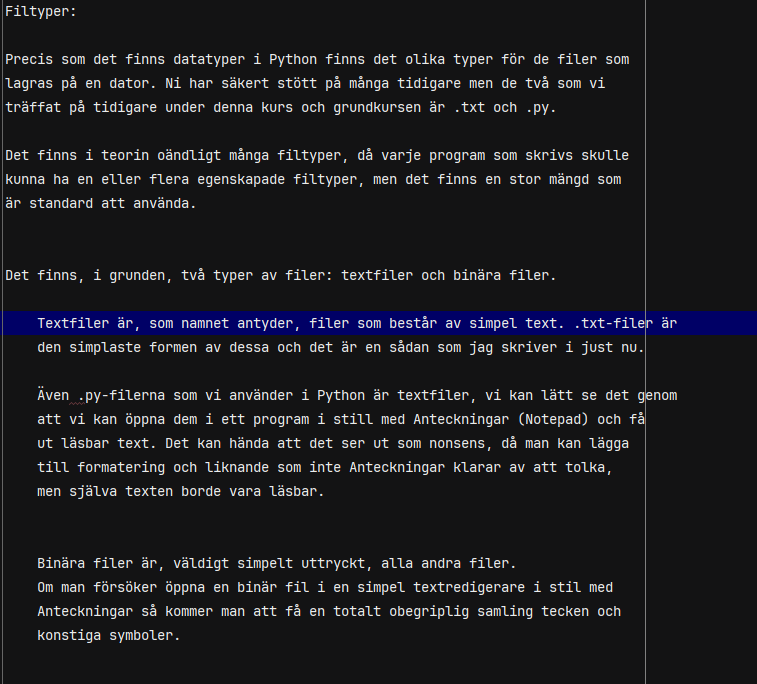 Filtyper:
Precis som det finns datatyper i Python finns det olika typer för de filer som
lagras på en dator. Ni har säkert stött på många tidigare men de två som vi
träffat på tidigare under denna kurs och grundkursen är .txt och .py.
Det finns i teorin oändligt många filtyper, då varje program som skrivs skulle
kunna ha en eller flera egenskapade filtyper, men det finns en stor mängd som
är standard att använda.
Det finns, i grunden, två typer av filer: textfiler och binära filer.
Textfiler är, som namnet antyder, filer som består av simpel text. .txt-filer är
den simplaste formen av dessa och det är en sådan som jag skriver i just nu.
Även .py-filerna som vi använder i Python är textfiler, vi kan lätt se det genom
att vi kan öppna dem i ett program i still med Anteckningar (Notepad) och få
ut läsbar text. Det kan hända att det ser ut som nonsens, då man kan lägga
till formatering och liknande som inte Anteckningar klarar av att tolka,
men själva texten borde vara läsbar.
Binära filer är, väldigt simpelt uttryckt, alla andra filer.
Om man försöker öppna en binär fil i en simpel textredigerare i stil med
Anteckningar så kommer man att få en totalt obegriplig samling tecken och
konstiga symboler.